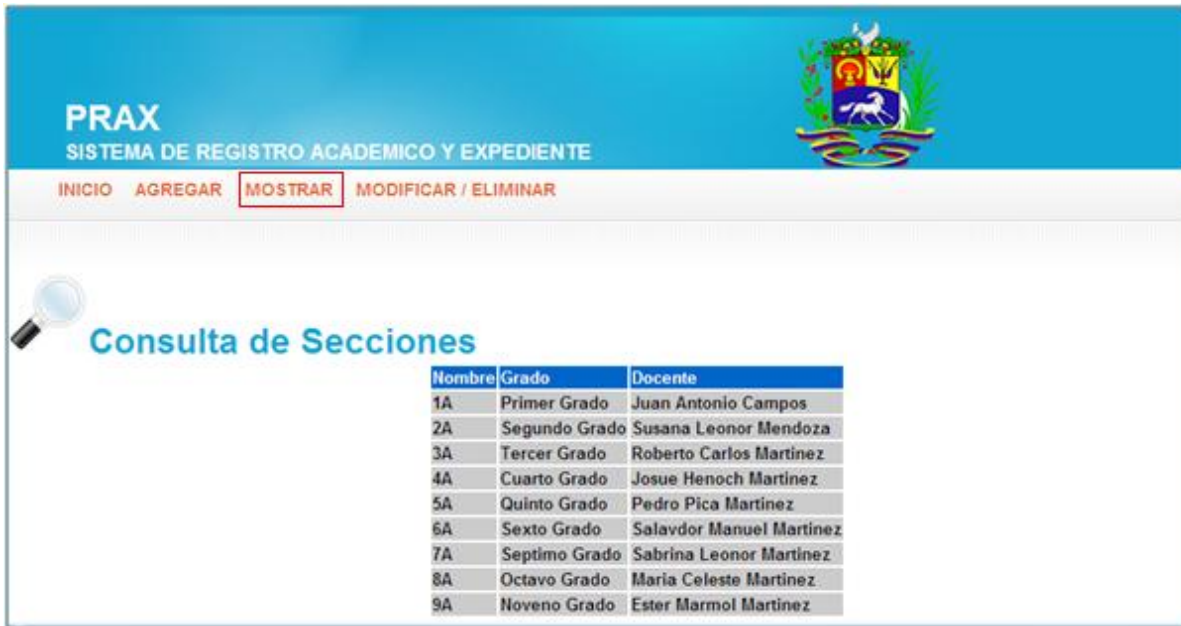 PRAX
SISTEMA DE REGISTRO ACADEMICO Y EXPEDIENTE
INICIO AGREGAR MOSTRAR MODIFICAR / ELIMINAR
Consulta de Secciones
Nombre Grado Docente
1A Primer Grado Juan Antonio Campos
2A Segundo Grado Susana Leonor Mendoza
3A Tercer Grado Roberto Carlos Martinez
4A Cuarto Grado Josue Henoch Martinez
5A Quinto Grado Pedro Pica Martinez
6A Sexto Grado Salavdor Manuel Martinez
7A Septimo Grado Sabrina Leonor Martinez
8A Octavo Grado Maria Celeste Martinez
9A Noveno Grado Ester Marmol Martinez